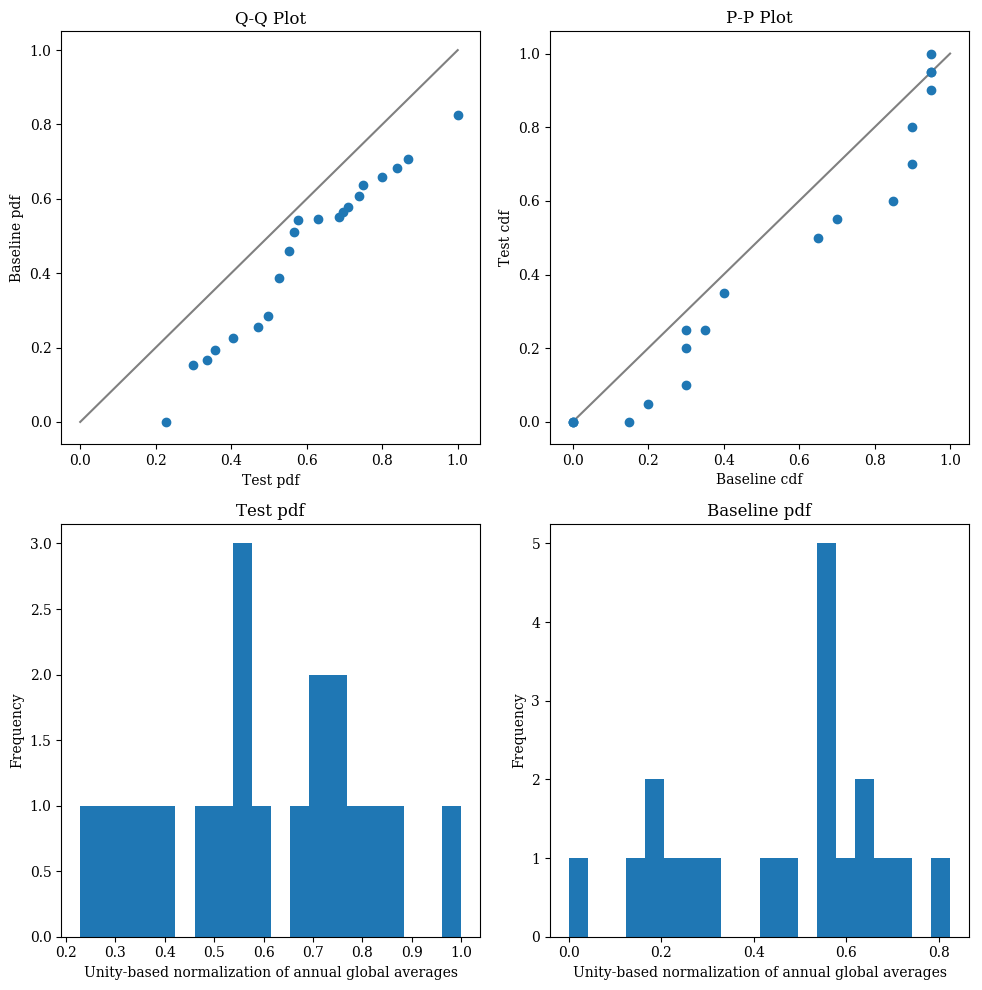 Q-Q Plot
1.0
0.8
0.6
0.4
0.2
0.0
Baseline pdf
0.0 0.2 0.4 0.6 0.8 1.0
Test pdf
P-P Plot
1.0
0.8
0.6
0.4
0.2
0.0
Test cdf
0.0 0.2 0.4 0.6 0.8 1.0
Baseline cdf
Test pdf
3.0
2.5
2.0
1.5
1.0
0.5
0.0
Frequency
0.2 0.3 0.4 0.5 0.6 0.7 0.8 0.9 1.0
Unity-based normalization of annual global averages
Baseline pdf
5
4
3
2
1
0
Frequency
0.0 0.2 0.4 0.6 0.8
Unity-based normalization of annual global averages